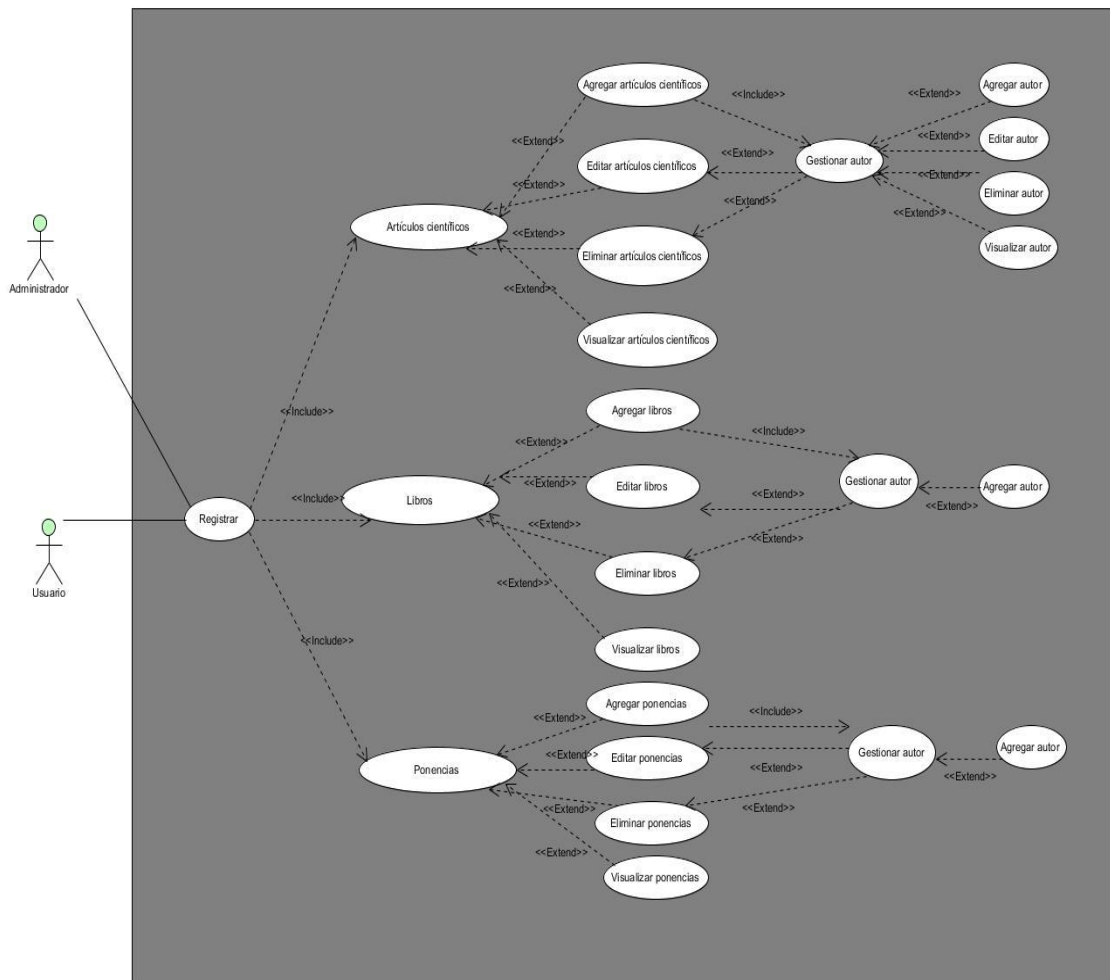 Agregar artículos científicos
<<Include>>
Agregar autor
<<Extend>>
<<Extend>>
Editar artículos científicos
<<Extend>>
Gestionar autor
<<Extend>>
Editar autor
<<Extend>>
<<Extend>>
Eliminar autor
<<Extend>>
<<Extend>>
Administrador
Artículos científicos
<<Extend>>
Eliminar artículos científicos
Visualizar autor
<<Extend>>
Visualizar artículos científicos
<<Include>>
Agregar libros
<<Include>>
<<Extend>>
Gestionar autor
Agregar autor
<<Include>>
Libros
<<Extend>>
Editar libros
<<Extend>>
<<Extend>>
Registrar
<<Extend>>
<<Extend>>
Eliminar libros
<<Extend>>
Usuario
<<Include>>
Visualizar libros
Agregar ponencias
<<Extend>>
<<Include>>
Gestionar autor
Agregar autor
<<Extend>>
Editar ponencias
<<Extend>>
<<Extend>>
Ponencias
<<Extend>>
Eliminar ponencias
<<Extend>>
<<Extend>>
Visualizar ponencias